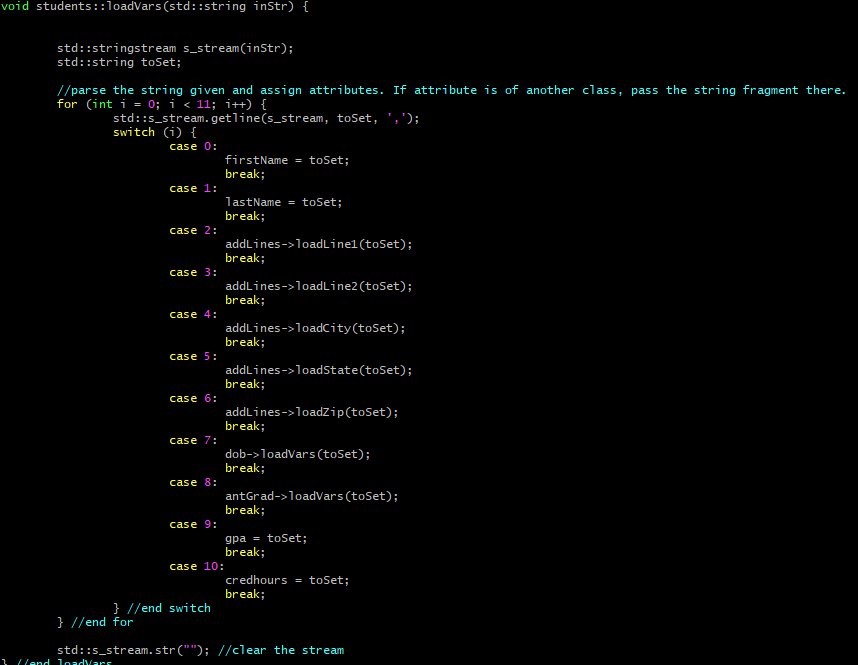 void students::loadVars(std::string inStr) {
std::stringstream s_stream(inStr);
std::string toSet;
//parse the string given and assign attributes. If attribute is of another class, pass the string fragment there.
for (int i = 0; i < 11; i++) {
std::s_stream.getline(s_stream, toSet, ',');
switch (i) {
case 0:
firstName = toSet;
break;
case 1:
lastName = toSet;
break;
case 2:
addLines->loadLine1(toSet);
break;
case 3:
addLines->loadLine2(toSet);
break;
case 4:
addLines->loadCity(toSet);
break;
case 5:
addLines->loadState(toSet);
break;
case 6:
addLines->loadZip(toSet);
break;
case 7:
dob->loadVars(toSet);
break;
case 8:
antGrad->loadVars(toSet);
break;
case 9:
gpa = toSet;
break;
case 10:
credhours = toSet;
break;
} //end switch
} //end for
std::s_stream.str(""); //clear the stream
} //end loadVars